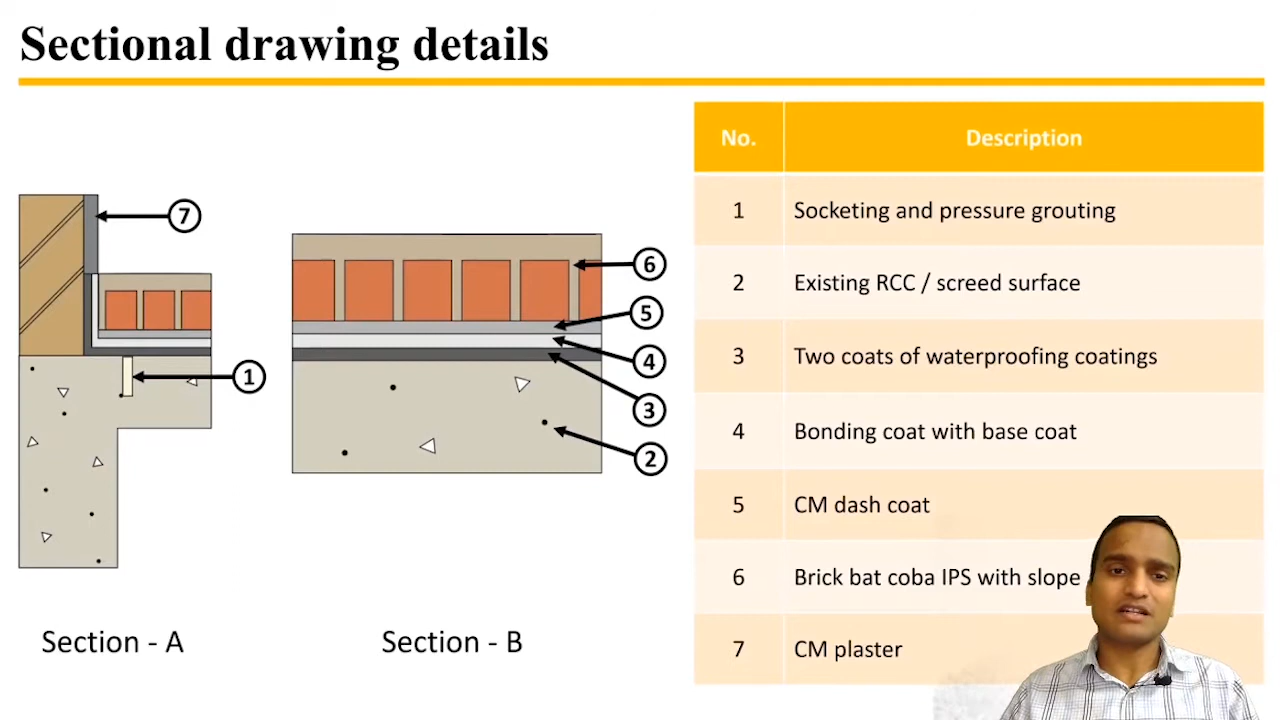 Sectional drawing details
7
1
Section - A
6
5
4
3
2
Section - B
No. Description
1 Socketing and pressure grouting
2 Existing RCC / screed surface
3 Two coats of waterproofing coatings
4 Bonding coat with base coat
5 CM dash coat
6 Brick bat coba IPS with slope
7 CM plaster